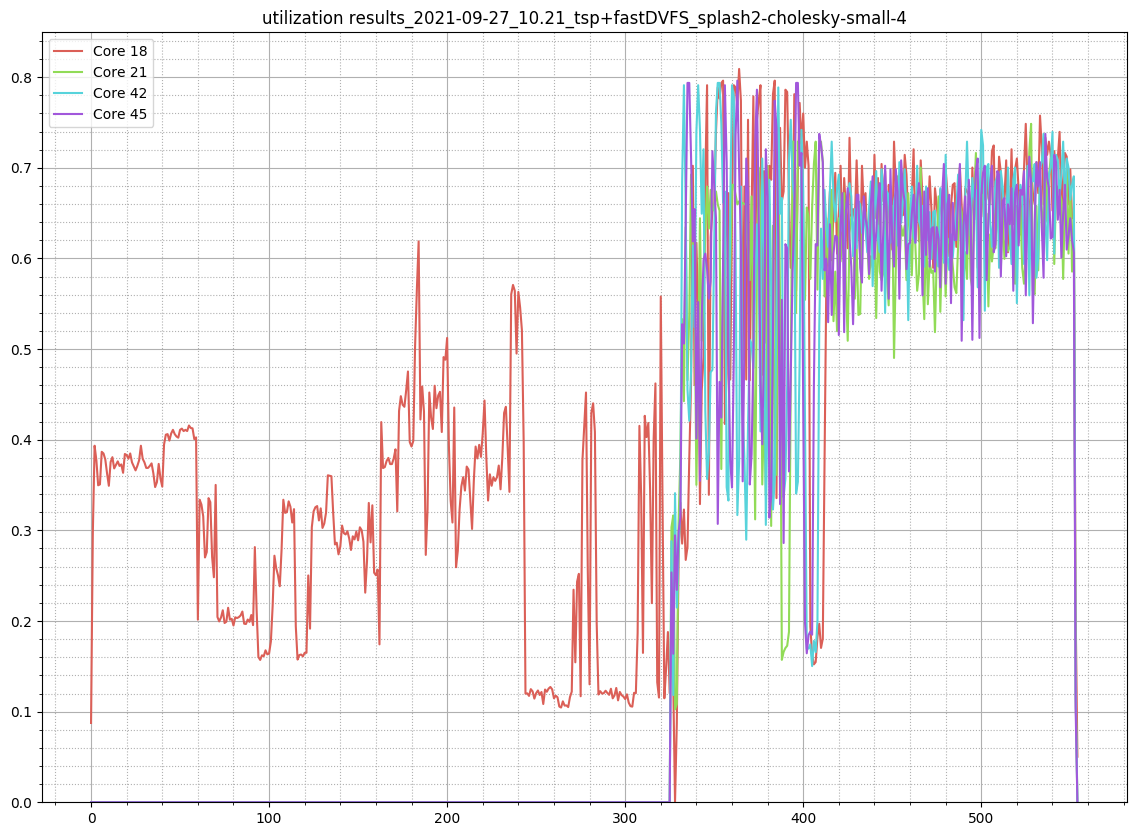 utilization results_2021-09-27_10.21_tsp+fastDVFS_splash2-cholesky-small-4
Core 18
Core 21
Core 42
Core 45
0.8
0.7
0.6
0.5
0.4
0.3
0.2
0.1
0.0
0 100 200 300 400 500